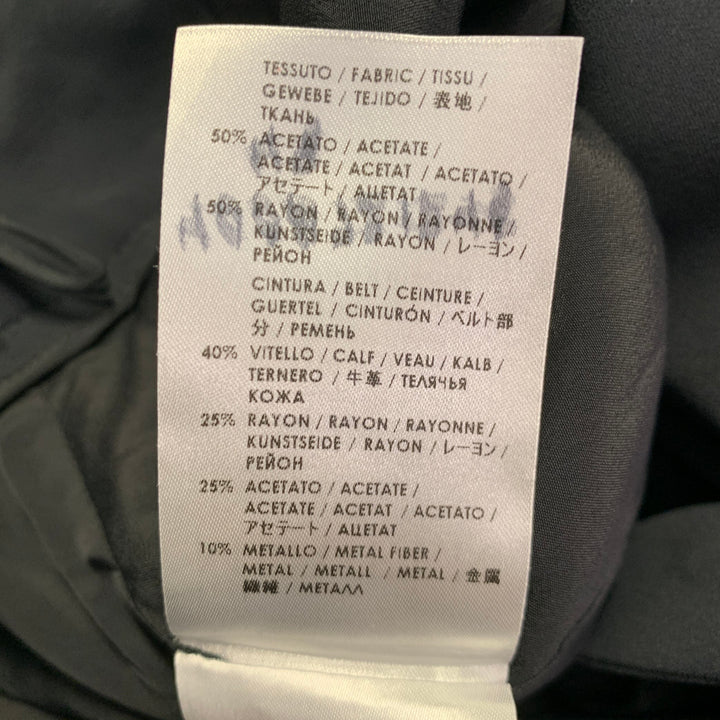 TESSUTO / FABRIC / TISSU /
GEWEBE / TEJIDO / 表地 /
ТКАНЬ
50% ACETATO / ACETATE /
ACETATE / ACETAT / ACETATO /
アセテート / АЦЕТАТ
50% RAYON / RAYON / RAYONNE /
KUNSTSEIDE / RAYON / レーヨン /
РЕЙОН
CINTURA / BELT / CEINTURE /
GUERTEL / CINTURÓN / ベルト部
分 / РЕМЕНЬ
40% VITELLO / CALF / VEAU / KALB /
TERNERO / 牛革 / ТЕЛЯЧЬЯ
КОЖА
25% RAYON / RAYON / RAYONNE /
KUNSTSEIDE / RAYON / レーヨン /
РЕЙОН
25% ACETATO / ACETATE /
ACETATE / ACETAT / ACETATO /
アセテート / АЦЕТАТ
10% METALLO / METAL FIBER /
METAL / METALL / METAL / 金属
繊維 / МЕТАЛЛ